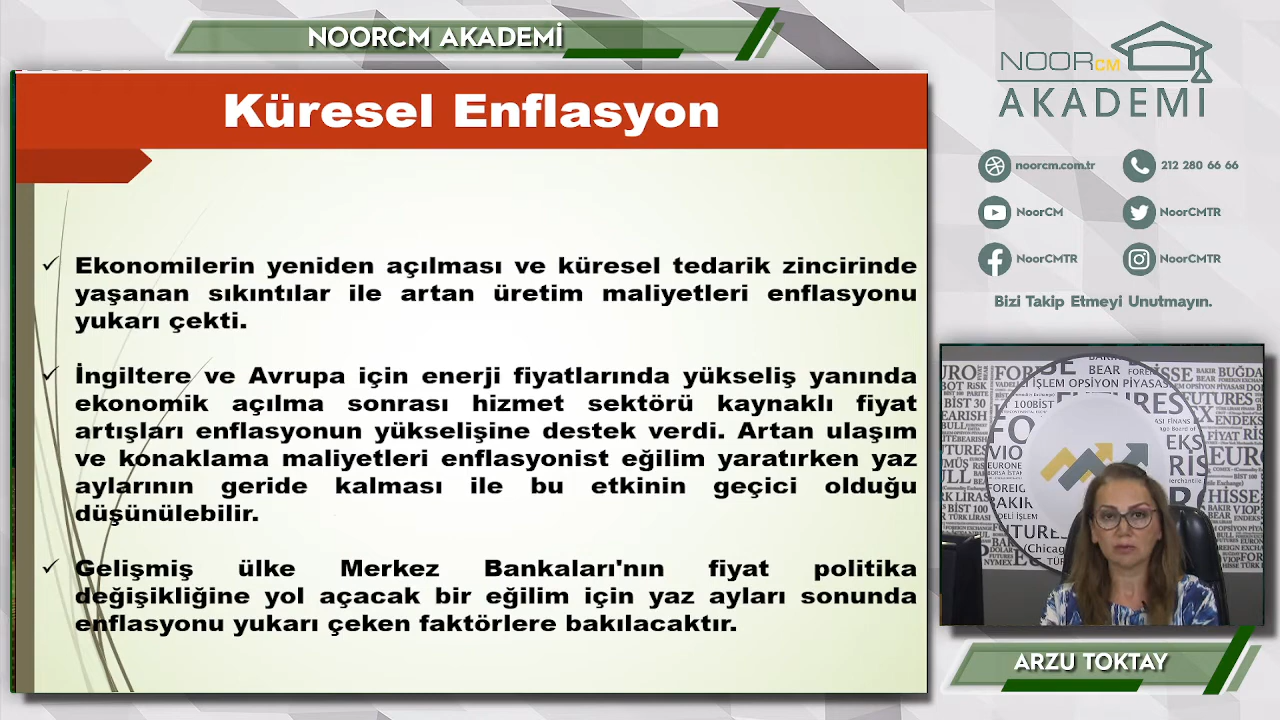 NOORCM AKADEMİ
Küresel Enflasyon
Ekonomilerin yeniden açılması ve küresel tedarik zincirinde
yaşanan sıkıntılar ile artan üretim maliyetleri enflasyonu
yukarı çekti.
İngiltere ve Avrupa için enerji fiyatlarında yükseliş yanında
ekonomik açılma sonrası hizmet sektörü kaynaklı fiyat
artışları enflasyonun yükselişine destek verdi. Artan ulaşım
ve konaklama maliyetleri enflasyonist eğilim yaratırken yaz
aylarının geride kalması ile bu etkinin geçici olduğu
düşünülebilir.
Gelişmiş ülke Merkez Bankaları'nın fiyat politika
değişikliğine yol açacak bir eğilim için yaz ayları sonunda
enflasyonu yukarı çeken faktörlere bakılacaktır.
NOORCM
AKADEMİ
noorcm.com.tr
212 280 66 66
NoorCM
NoorCMTR
NoorCMTR
NoorCMTR
Bizi Takip Etmeyi Unutmayın.
ARZU TOKTAY